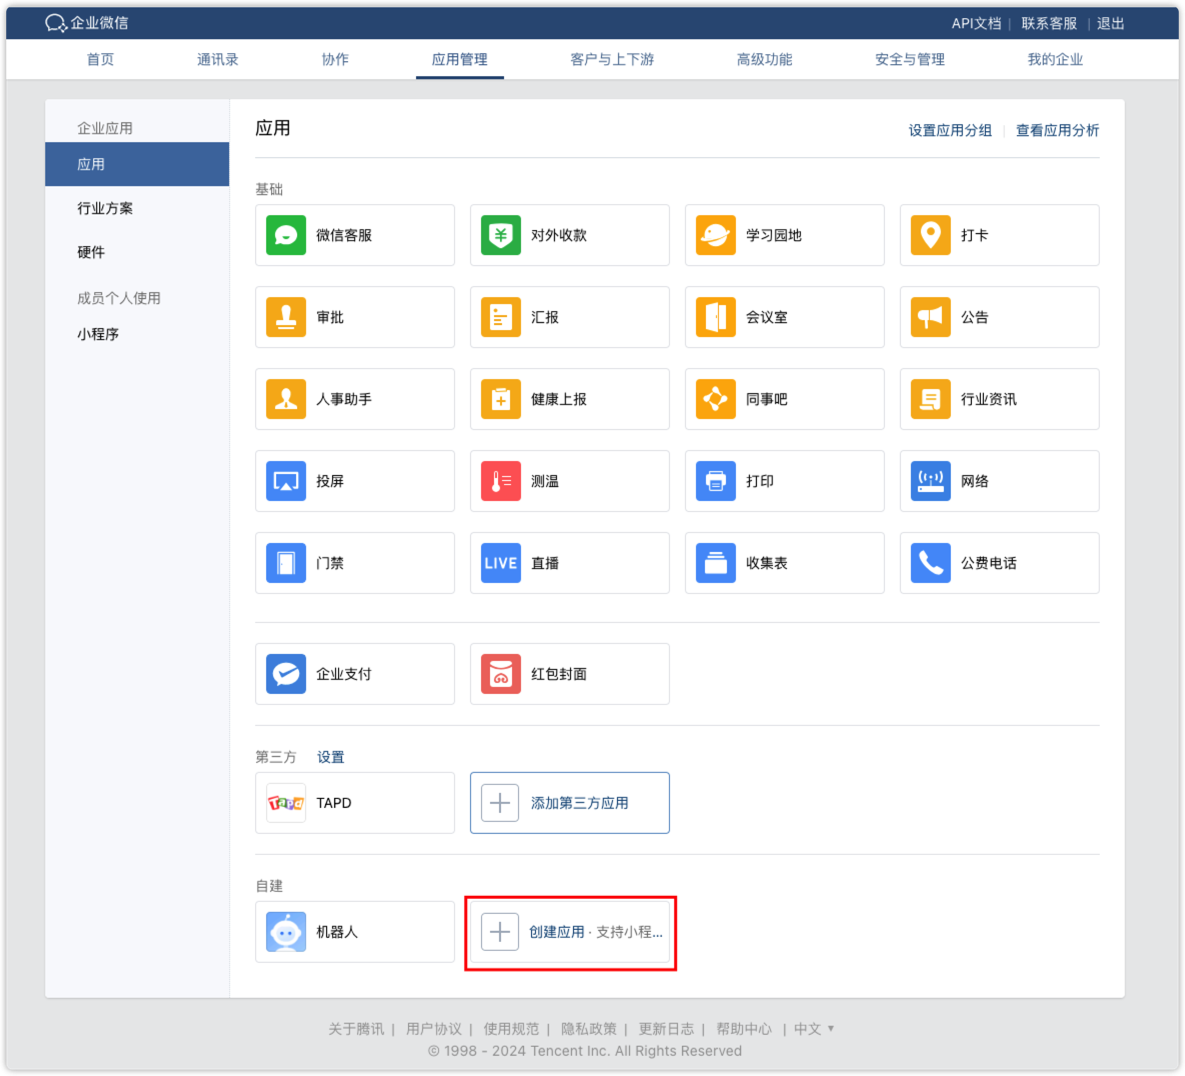 企业微信
API文档 | 联系客服 | 退出
首页 通讯录 协作 应用管理 客户与上下游 高级功能 安全与管理 我的企业
企业应用
应用
行业方案
硬件
成员个人使用
小程序
应用
设置应用分组 | 查看应用分析
基础
微信客服 对外收款 学习园地 打卡
审批 汇报 会议室 公告
人事助手 健康上报 同事吧 行业资讯
投屏 测温 打印 网络
门禁 LIVE 直播 收集表 公费电话
企业支付 红包封面
第三方 设置
Tapd TAPD 添加第三方应用
自建
机器人 创建应用 · 支持小程...
关于腾讯 | 用户协议 | 使用规范 | 隐私政策 | 更新日志 | 帮助中心 | 中文 ▼
© 1998 - 2024 Tencent Inc. All Rights Reserved